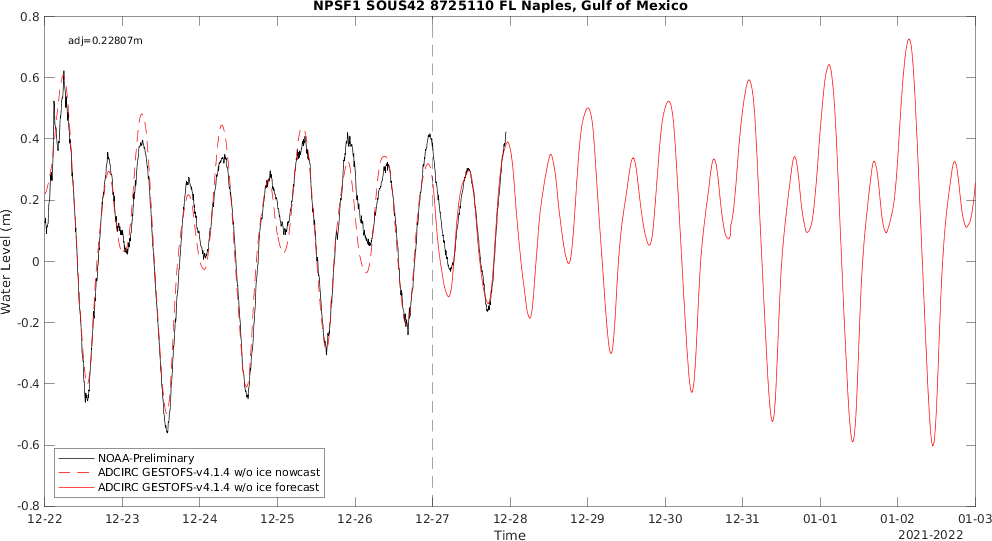 NPSF1 SOUS42 8725110 FL Naples, Gulf of Mexico
adj=0.22807m
0.8
0.6
0.4
0.2
0
-0.2
-0.4
-0.6
-0.8
Water Level (m)
NOAA-Preliminary
ADCIRC GESTOFS-v4.1.4 w/o ice nowcast
ADCIRC GESTOFS-v4.1.4 w/o ice forecast
12-22 12-23 12-24 12-25 12-26 12-27 12-28 12-29 12-30 12-31 01-01 01-02 01-03
Time
2021-2022